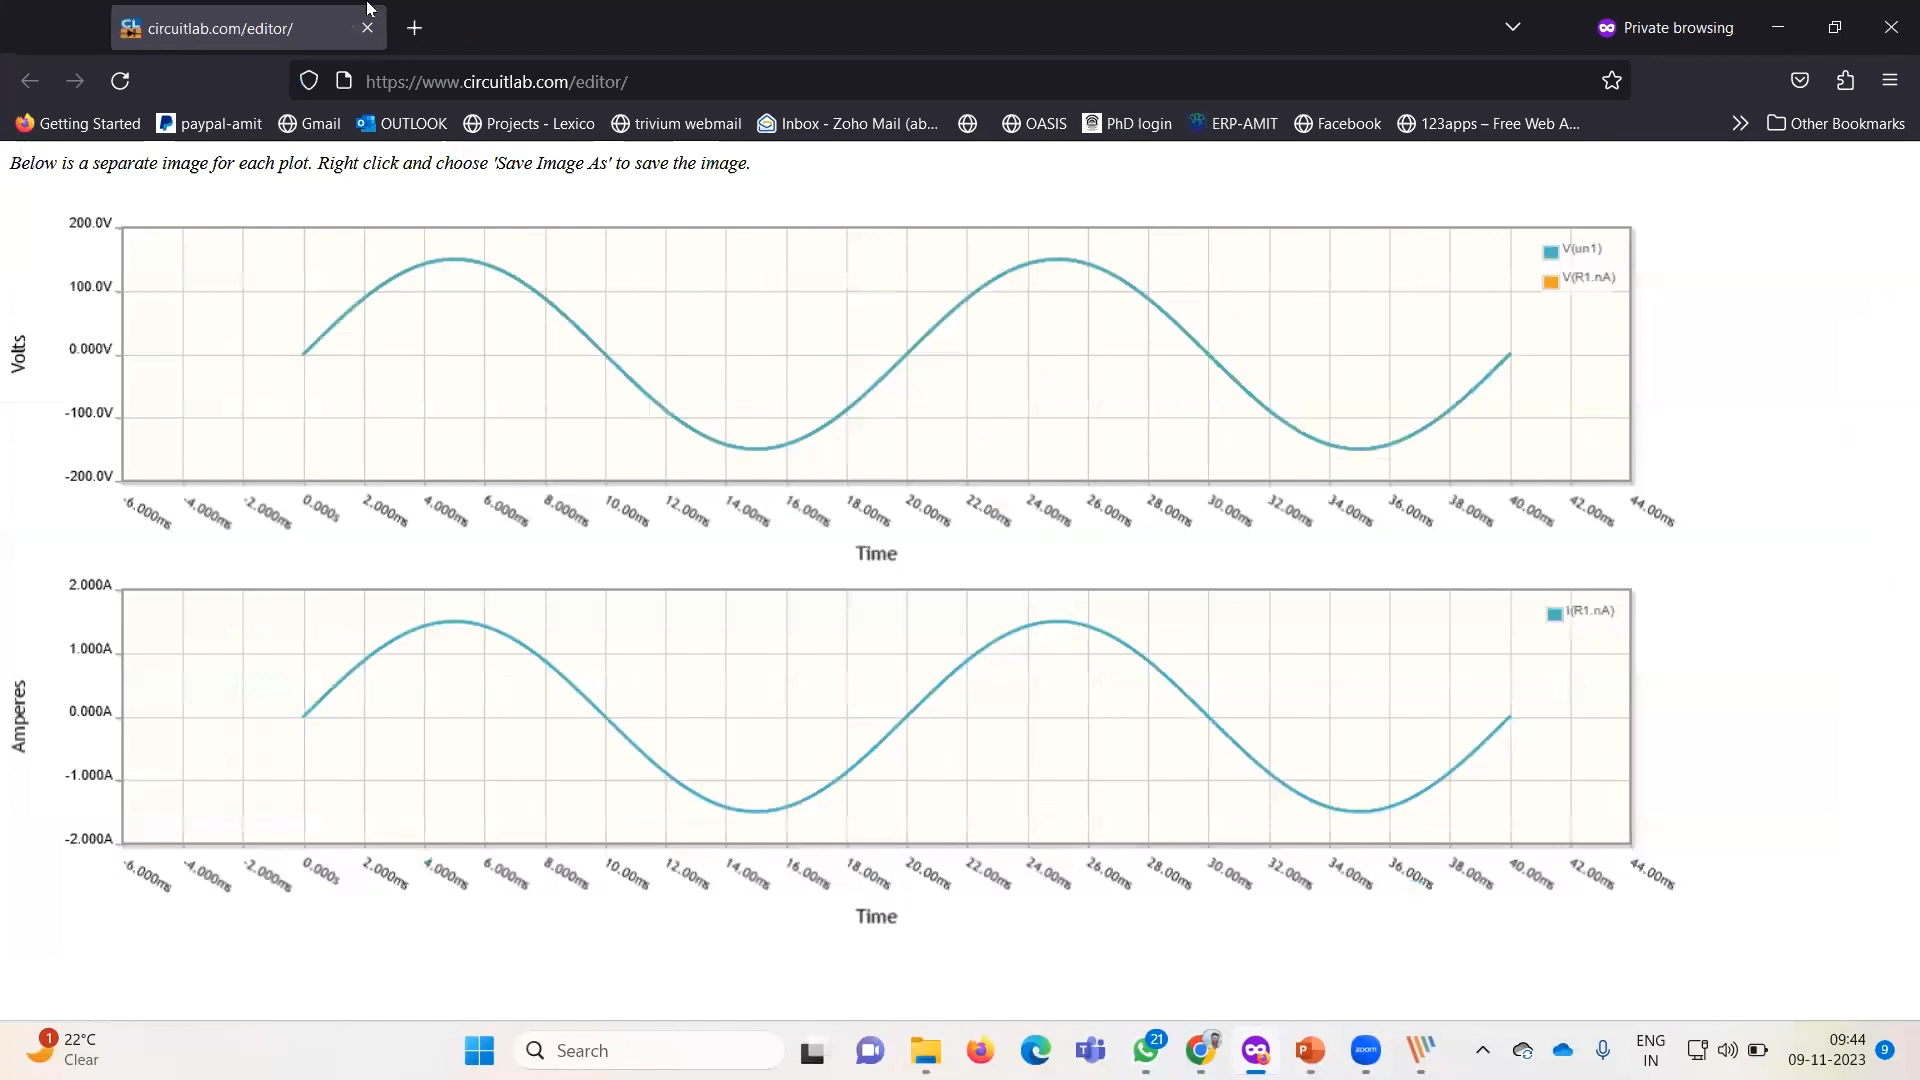 circuitlab.com/editor/
Private browsing
https://www.circuitlab.com/editor/
Getting Started paypal-amit Gmail OUTLOOK Projects - Lexico trivium webmail Inbox - Zoho Mail (ab... OASIS PhD login ERP-AMIT Facebook 123apps – Free Web A... Other Bookmarks
Below is a separate image for each plot. Right click and choose 'Save Image As' to save the image.
200.0V
100.0V
0.000V
-100.0V
-200.0V
Volts
V(un1)
V(R1.nA)
-6.000ms -4.000ms -2.000ms 0.000s 2.000ms 4.000ms 6.000ms 8.000ms 10.00ms 12.00ms 14.00ms 16.00ms 18.00ms 20.00ms 22.00ms 24.00ms 26.00ms 28.00ms 30.00ms 32.00ms 34.00ms 36.00ms 38.00ms 40.00ms 42.00ms 44.00ms
Time
2.000A
1.000A
0.000A
-1.000A
-2.000A
Amperes
I(R1.nA)
-6.000ms -4.000ms -2.000ms 0.000s 2.000ms 4.000ms 6.000ms 8.000ms 10.00ms 12.00ms 14.00ms 16.00ms 18.00ms 20.00ms 22.00ms 24.00ms 26.00ms 28.00ms 30.00ms 32.00ms 34.00ms 36.00ms 38.00ms 40.00ms 42.00ms 44.00ms
Time
1
22°C
Clear
Search
21
zoom
ENG
IN
09:44
09-11-2023
9